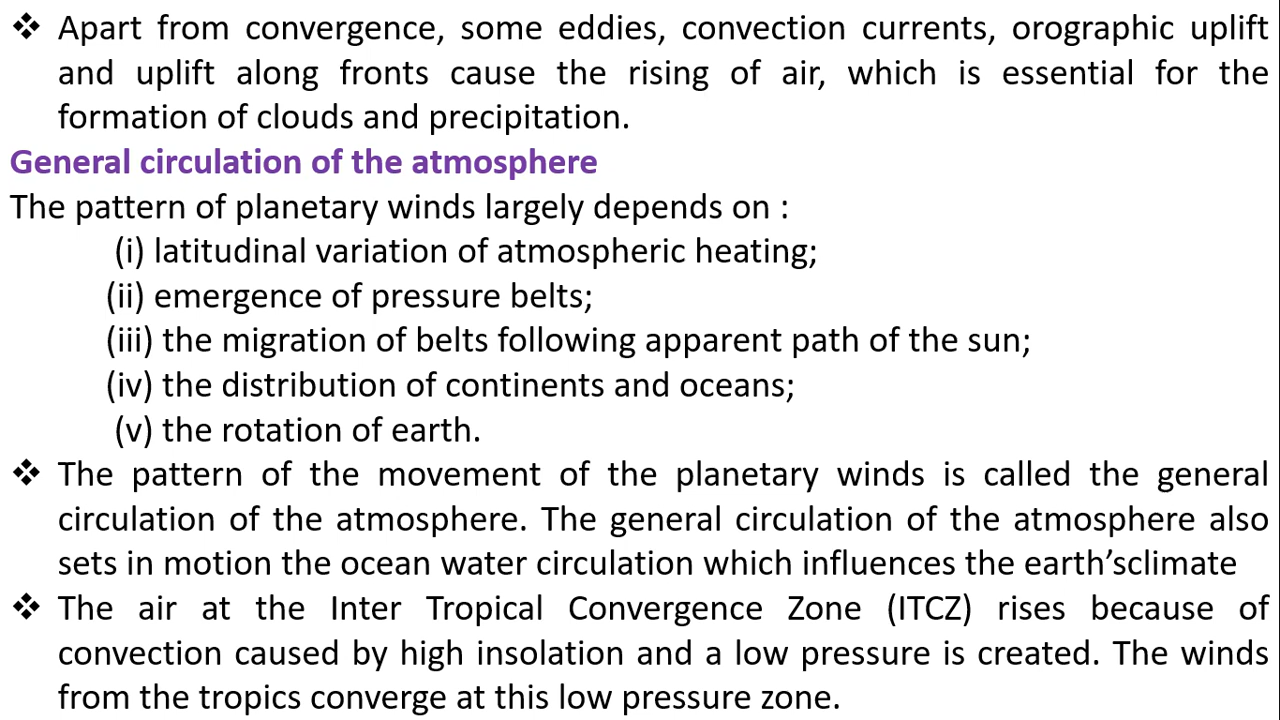 ❖ Apart from convergence, some eddies, convection currents, orographic uplift
and uplift along fronts cause the rising of air, which is essential for the
formation of clouds and precipitation.
General circulation of the atmosphere
The pattern of planetary winds largely depends on :
(i) latitudinal variation of atmospheric heating;
(ii) emergence of pressure belts;
(iii) the migration of belts following apparent path of the sun;
(iv) the distribution of continents and oceans;
(v) the rotation of earth.
❖ The pattern of the movement of the planetary winds is called the general
circulation of the atmosphere. The general circulation of the atmosphere also
sets in motion the ocean water circulation which influences the earth’sclimate
❖ The air at the Inter Tropical Convergence Zone (ITCZ) rises because of
convection caused by high insolation and a low pressure is created. The winds
from the tropics converge at this low pressure zone.